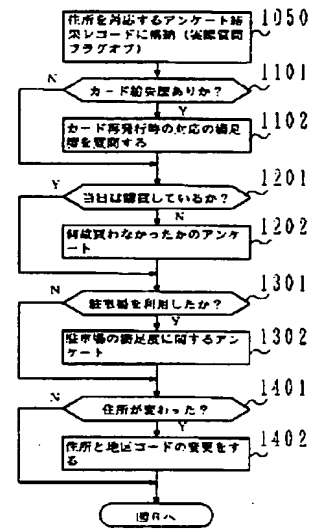 住所を対応するアンケート結
果レコードに格納（実際質問
フラグオフ）
1050
カード紛失歴ありか？
1101
N
Y
カード再発行時の対応の満足
度を質問する
1102
当日は購買しているか？
1201
Y
N
何故買わなかったかのアンケ
ート
1202
駐車場を利用したか？
1301
N
Y
駐車場の満足度に関するアン
ケート
1302
住所が変わった？
1401
N
Y
住所と地区コードの変更をす
る
1402